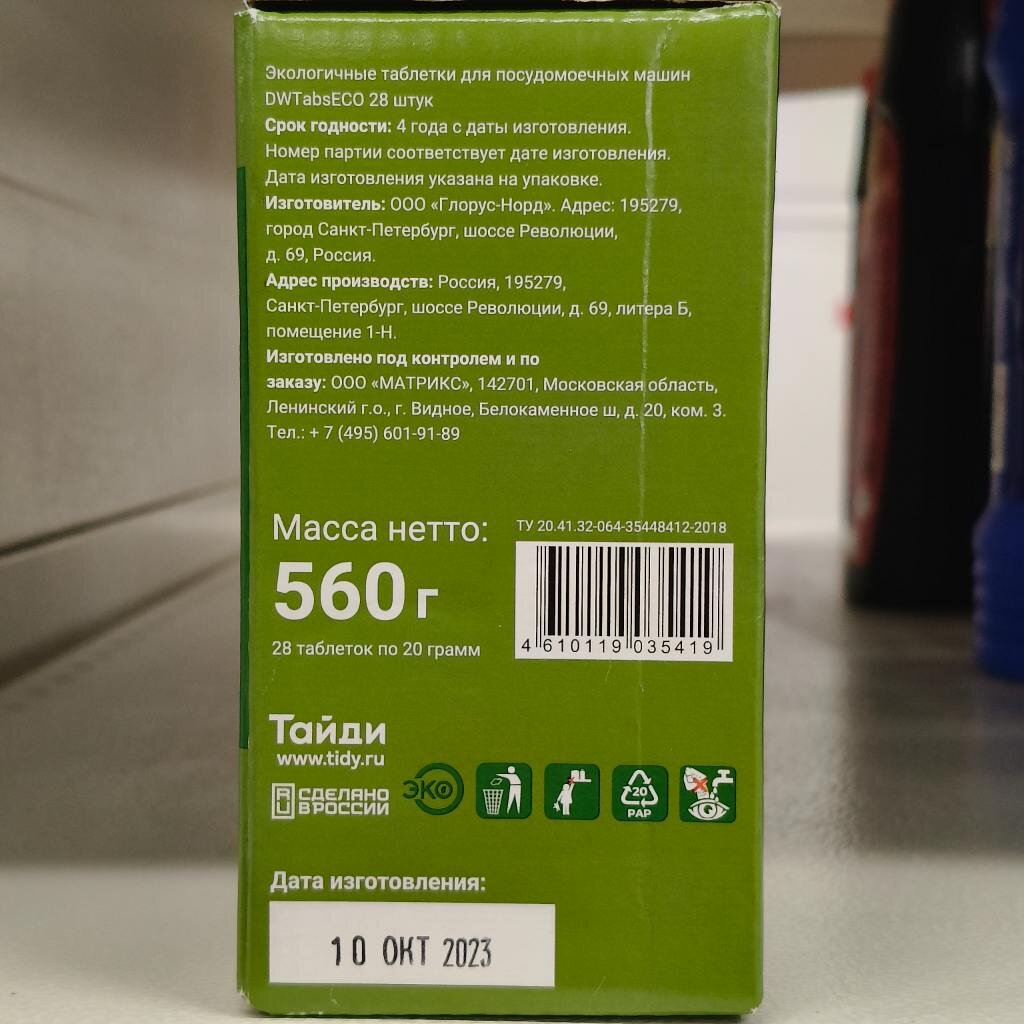 Экологичные таблетки для посудомоечных машин
DWTabsECO 28 штук
Срок годности: 4 года с даты изготовления.
Номер партии соответствует дате изготовления.
Дата изготовления указана на упаковке.
Изготовитель: ООО «Глорус-Норд». Адрес: 195279,
город Санкт-Петербург, шоссе Революции,
д. 69, Россия.
Адрес производств: Россия, 195279,
Санкт-Петербург, шоссе Революции, д. 69, литера Б,
помещение 1-Н.
Изготовлено под контролем и по
заказу: ООО «МАТРИКС», 142701, Московская область,
Ленинский г.о., г. Видное, Белокаменное ш, д. 20, ком. 3.
Тел.: + 7 (495) 601-91-89
Масса нетто:
560 г
28 таблеток по 20 грамм
ТУ 20.41.32-064-35448412-2018
4 610119 035419
Тайди
www.tidy.ru
СДЕЛАНО
В РОССИИ
ЭКО
20
PAP
Дата изготовления:
10 ОКТ 2023